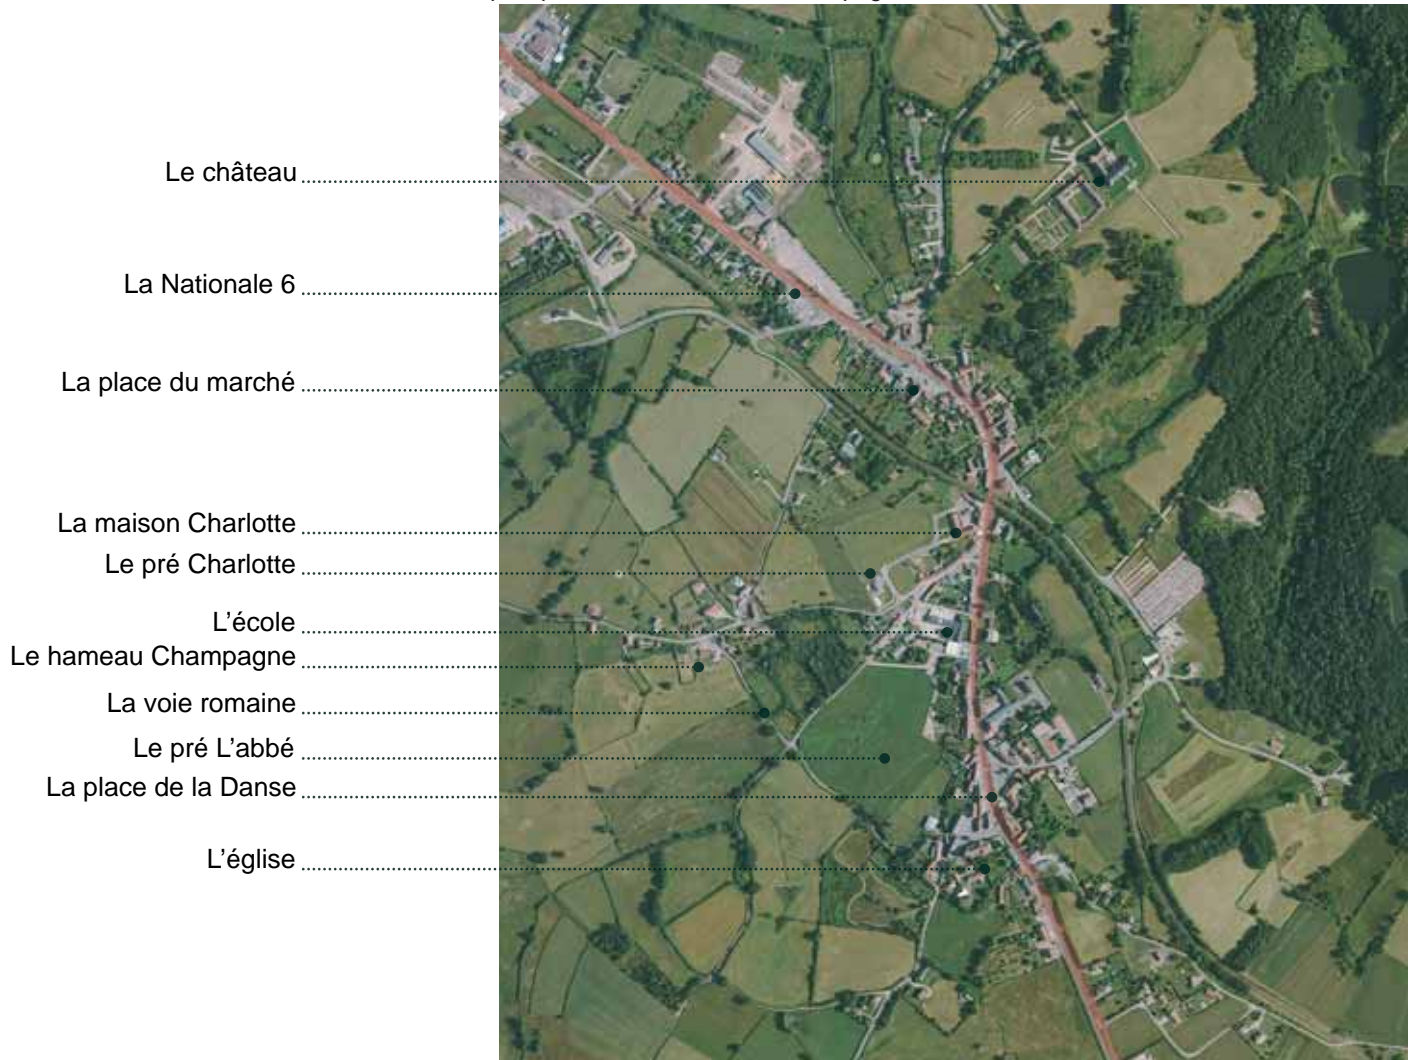 Le château
La Nationale 6
La place du marché
La maison Charlotte
Le pré Charlotte
L'école
Le hameau Champagne
La voie romaine
Le pré L'abbé
La place de la Danse
L'église